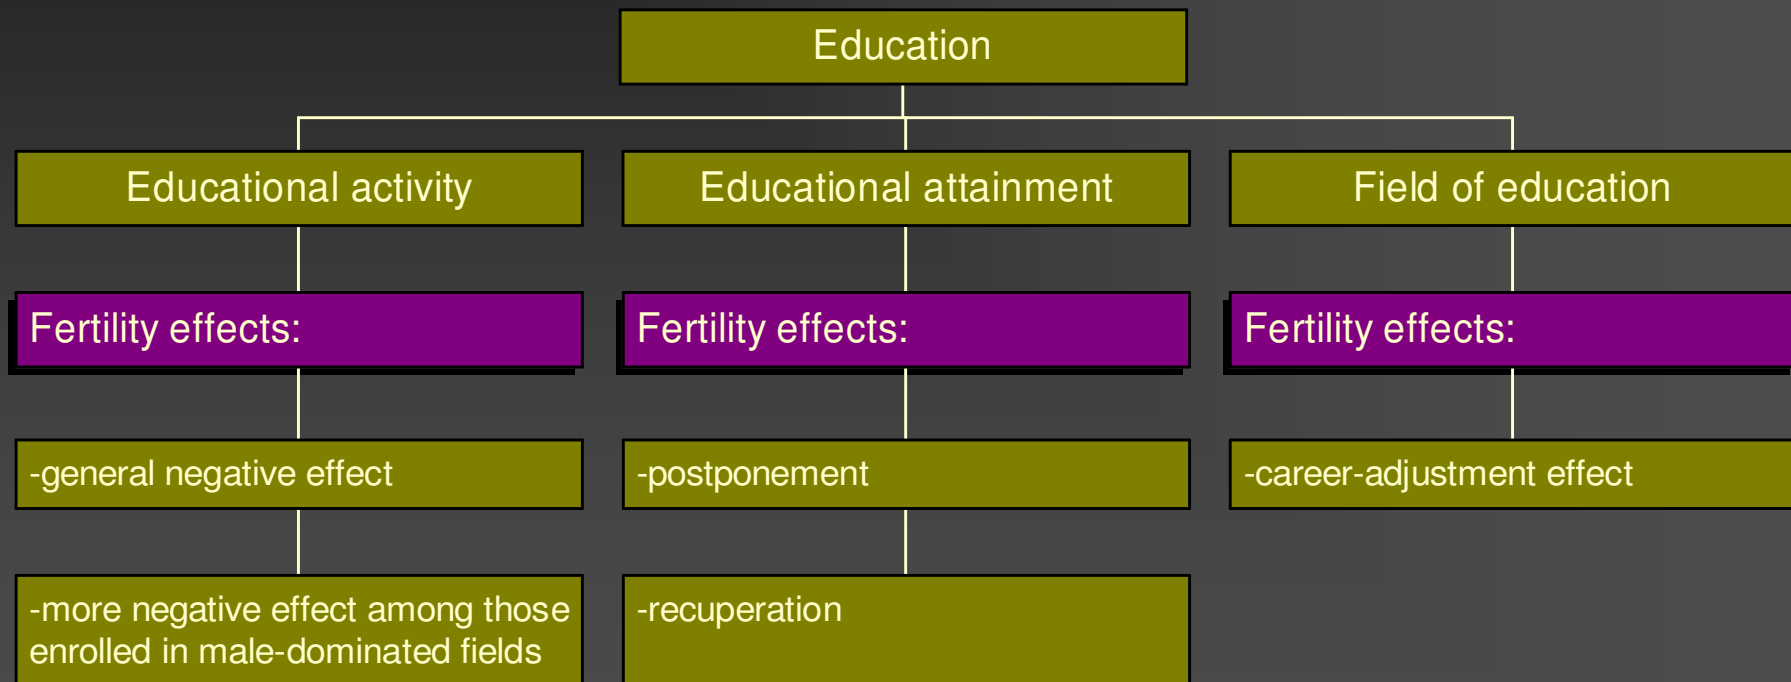 Education
Educational activity
Educational attainment
Field of education
Fertility effects:
Fertility effects:
Fertility effects:
-general negative effect
-postponement
-career-adjustment effect
-more negative effect among those
enrolled in male-dominated fields
-recuperation